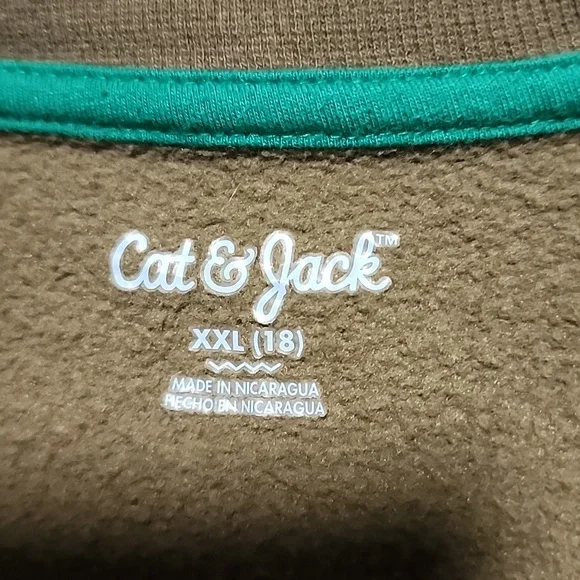 Cat & Jack™
XXL (18)
MADE IN NICARAGUA
HECHO EN NICARAGUA